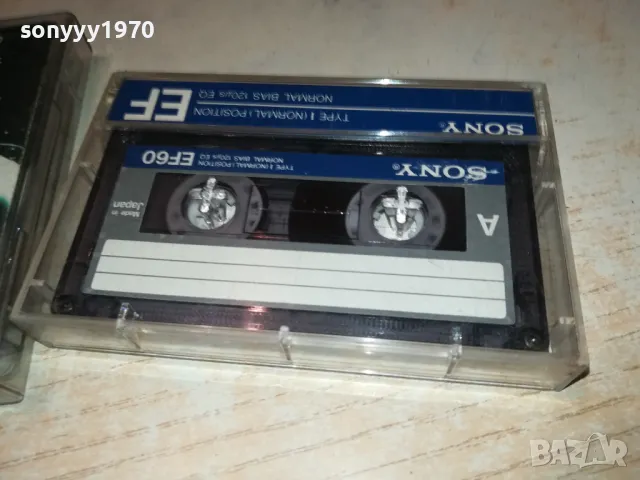 sonyyy1970
SONY
TYPE I (NORMAL) POSITION
NORMAL BIAS 120μs EQ
EF
SONY
TYPE I (NORMAL) POSITION
NORMAL BIAS 120μs EQ
EF60
A
Made in
Japan
BAZAR